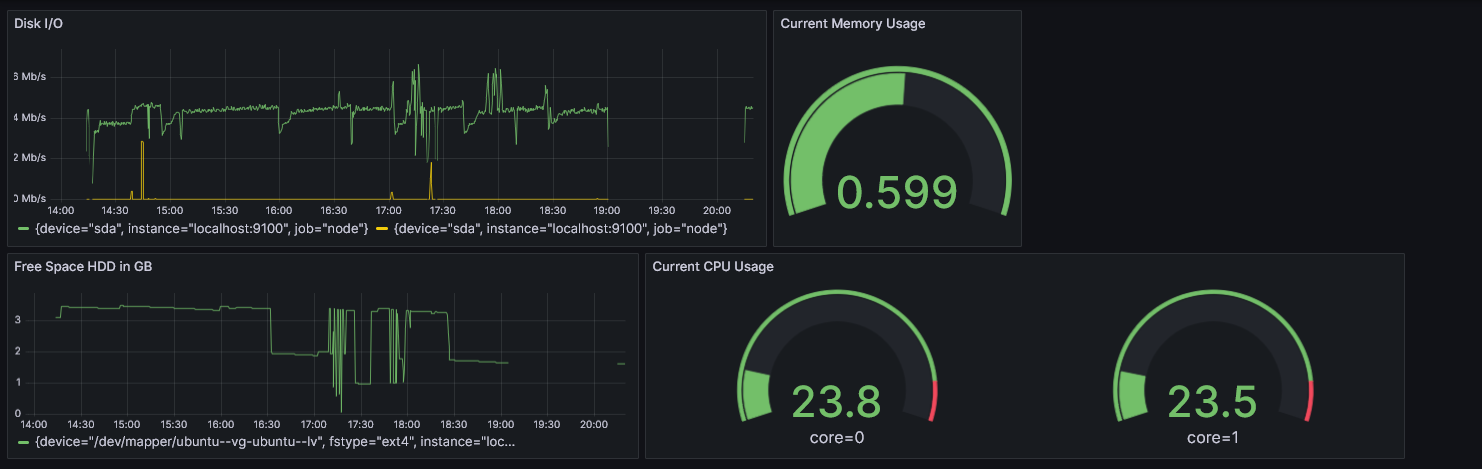 Disk I/O
6 Mb/s
4 Mb/s
2 Mb/s
0 Mb/s
14:00 14:30 15:00 15:30 16:00 16:30 17:00 17:30 18:00 18:30 19:00 19:30 20:00
{device="sda", instance="localhost:9100", job="node"} {device="sda", instance="localhost:9100", job="node"}
Current Memory Usage
0.599
Free Space HDD in GB
3
2
1
0
14:00 14:30 15:00 15:30 16:00 16:30 17:00 17:30 18:00 18:30 19:00 19:30 20:00
{device="/dev/mapper/ubuntu--vg-ubuntu--lv", fstype="ext4", instance="loc...
Current CPU Usage
23.8
core=0
23.5
core=1